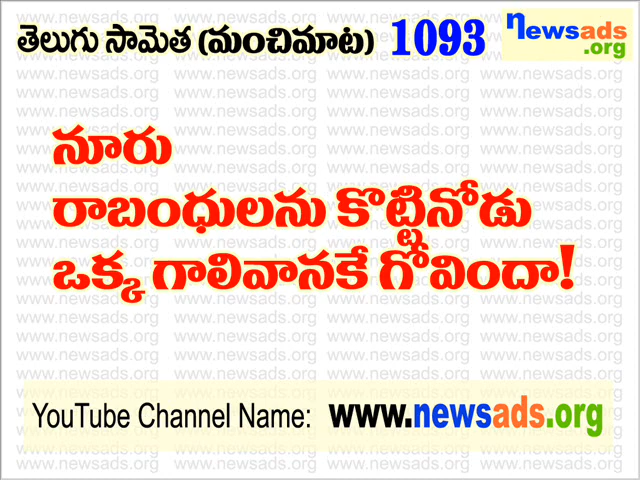 తెలుగు సామెత (మంచిమాట) 1093
newsads
.org
నూరు
రాబంధులను కొట్టినోడు
ఒక్క గాలివానకే గోవిందా!
YouTube Channel Name: www.newsads.org